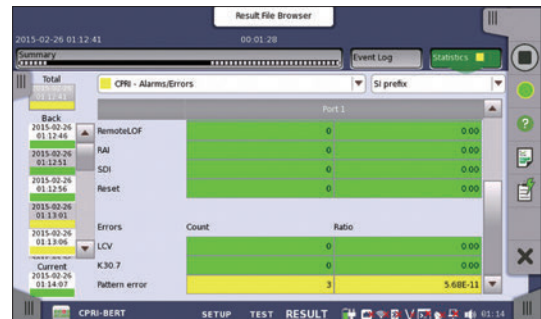 Result File Browser
2015-02-26 01:12:41 00:01:28
Summary Event Log Statistics
Total CPRI - Alarms/Errors Si prefix
01:12:41
Port 1
Back
2015-02-26
01:12:46
RemoteLOF 0 0.00
2015-02-26
01:12:51
RAI 0 0.00
SDI 0 0.00
2015-02-26
01:12:56
Reset 0 0.00
2015-02-26
01:13:01
2015-02-26
01:13:06
Errors Count Ratio
LCV 0 0.00
Current
K30.7 0 0.00
2015-02-26
01:14:07
Pattern error 3 5.68E-11
CPRI-BERT SETUP TEST RESULT 01:14